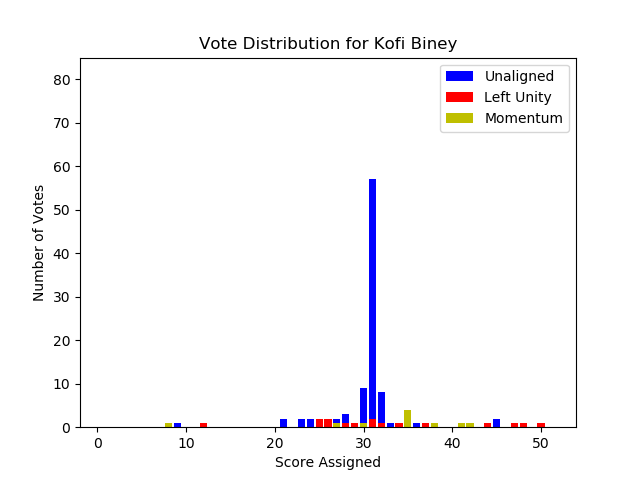 Vote Distribution for Kofi Biney
Unaligned
Left Unity
Momentum
Number of Votes
80
70
60
50
40
30
20
10
0
0 10 20 30 40 50
Score Assigned